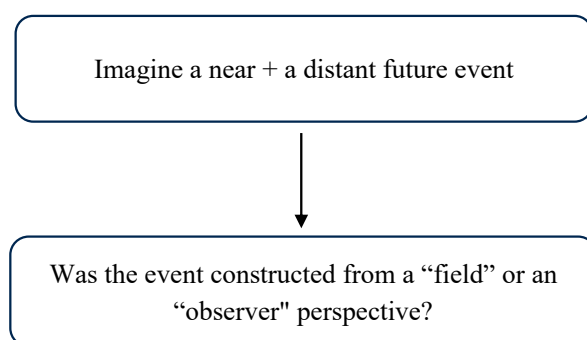 Imagine a near + a distant future event
Was the event constructed from a “field” or an
“observer" perspective?